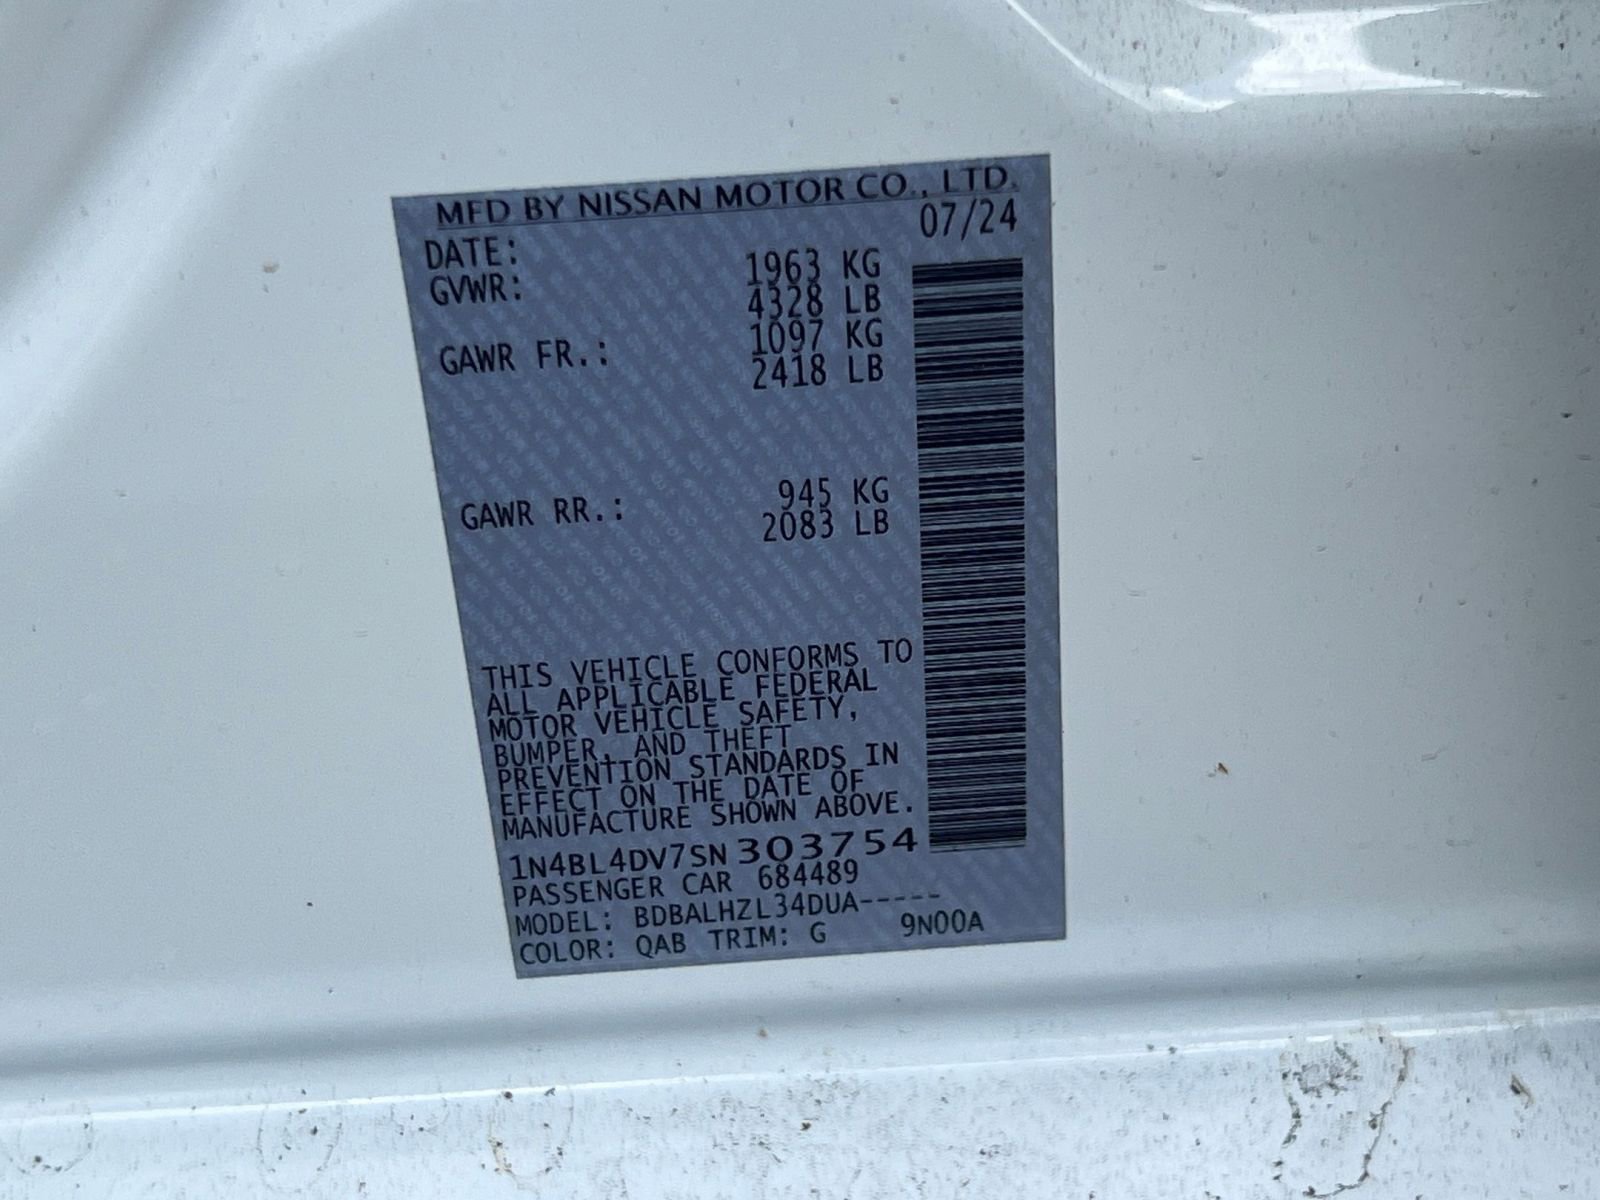 MFD BY NISSAN MOTOR CO., LTD.
DATE: 07/24
GVWR: 1963 KG
4328 LB
GAWR FR.: 1097 KG
2418 LB
GAWR RR.: 945 KG
2083 LB
THIS VEHICLE CONFORMS TO
ALL APPLICABLE FEDERAL
MOTOR VEHICLE SAFETY,
BUMPER, AND THEFT
PREVENTION STANDARDS IN
EFFECT ON THE DATE OF
MANUFACTURE SHOWN ABOVE.
1N4BL4DV7SN303754
PASSENGER CAR 684489
MODEL: BDBALHZL34DUA-----
COLOR: QAB TRIM: G 9N00A